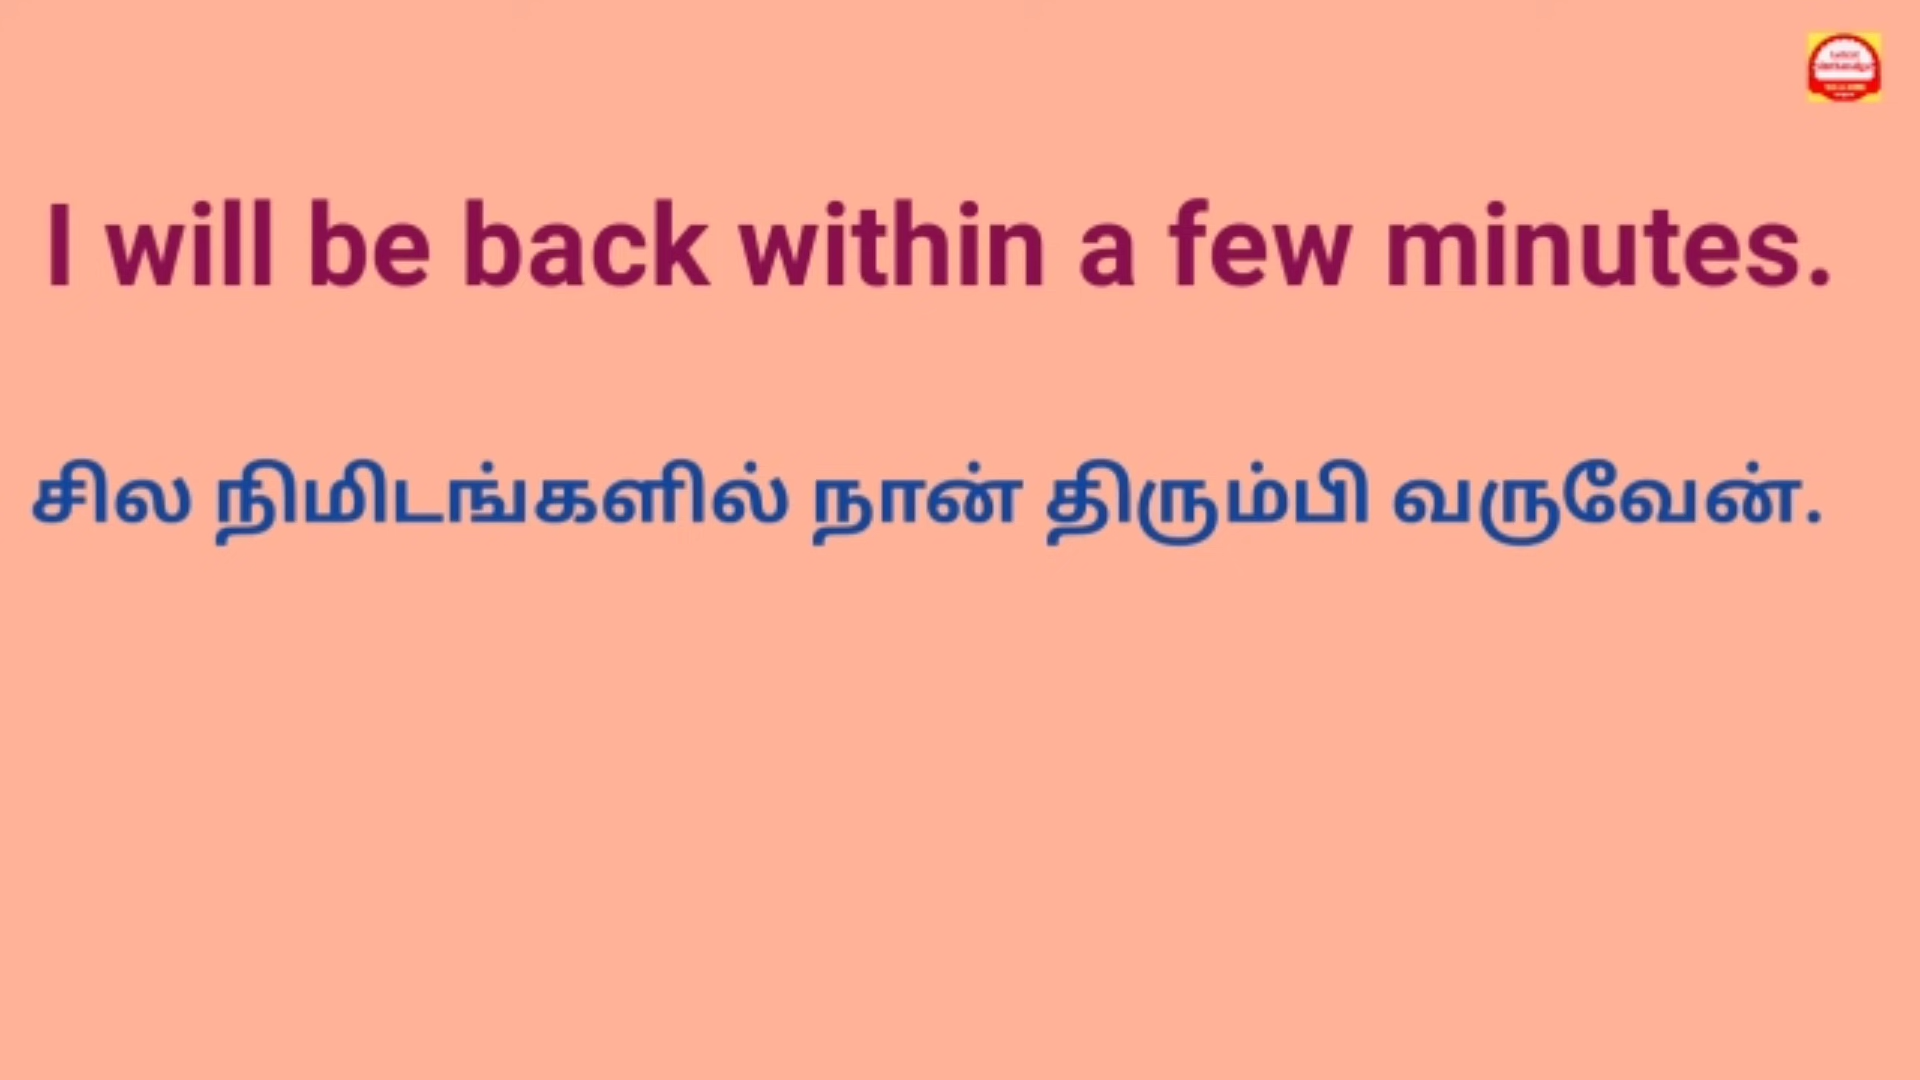 I will be back within a few minutes.
சில நிமிடங்களில் நான் திரும்பி வருவேன்.